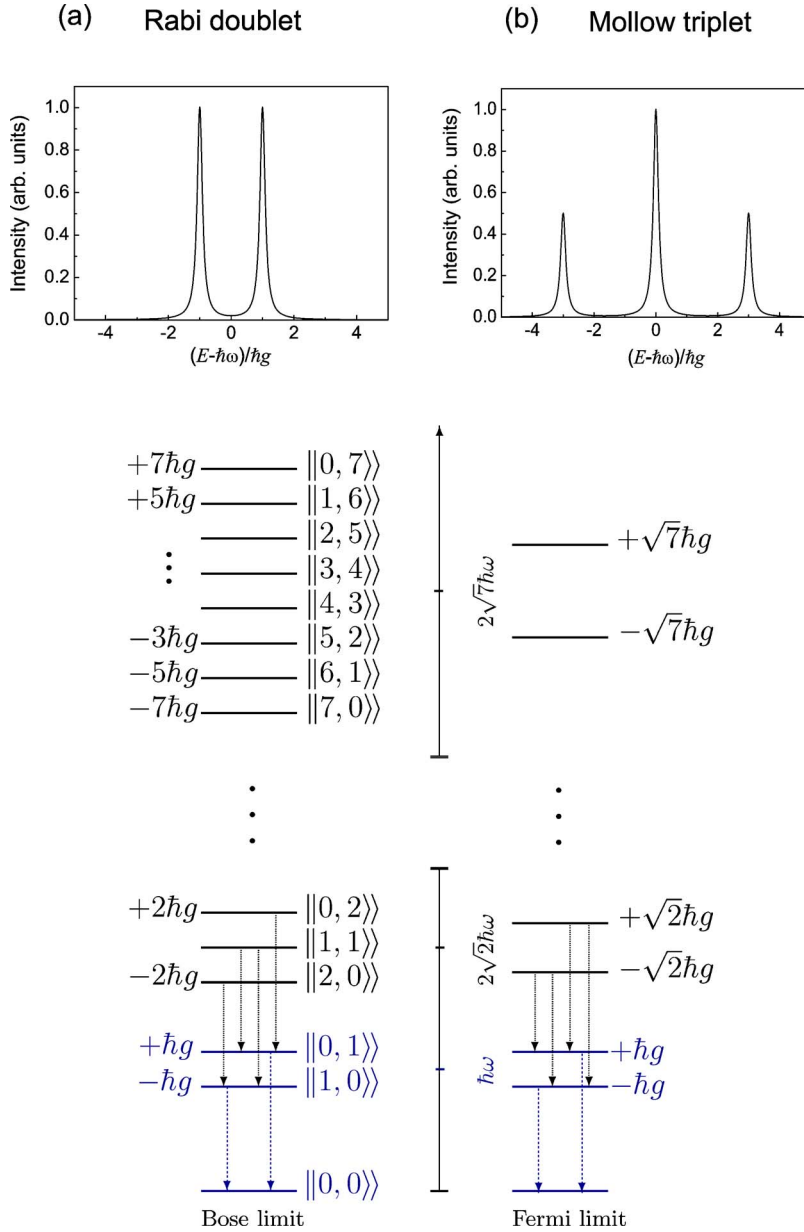 (a) Rabi doublet
Intensity (arb. units)
1.0
0.8
0.6
0.4
0.2
0.0
-4 -2 0 2 4
(E-ħω)/ħg
(b) Mollow triplet
Intensity (arb. units)
1.0
0.8
0.6
0.4
0.2
0.0
-4 -2 0 2 4
(E-ħω)/ħg
+7ħg ||0, 7⟩⟩
+5ħg ||1, 6⟩⟩
||2, 5⟩⟩
⋮ ||3, 4⟩⟩
||4, 3⟩⟩
−3ħg ||5, 2⟩⟩
−5ħg ||6, 1⟩⟩
−7ħg ||7, 0⟩⟩
2√7ħω
+√7ħg
−√7ħg
+2ħg ||0, 2⟩⟩
||1, 1⟩⟩
−2ħg ||2, 0⟩⟩
+ħg ||0, 1⟩⟩
−ħg ||1, 0⟩⟩
||0, 0⟩⟩
Bose limit
2√2ħω
ħω
+√2ħg
−√2ħg
+ħg
−ħg
Fermi limit